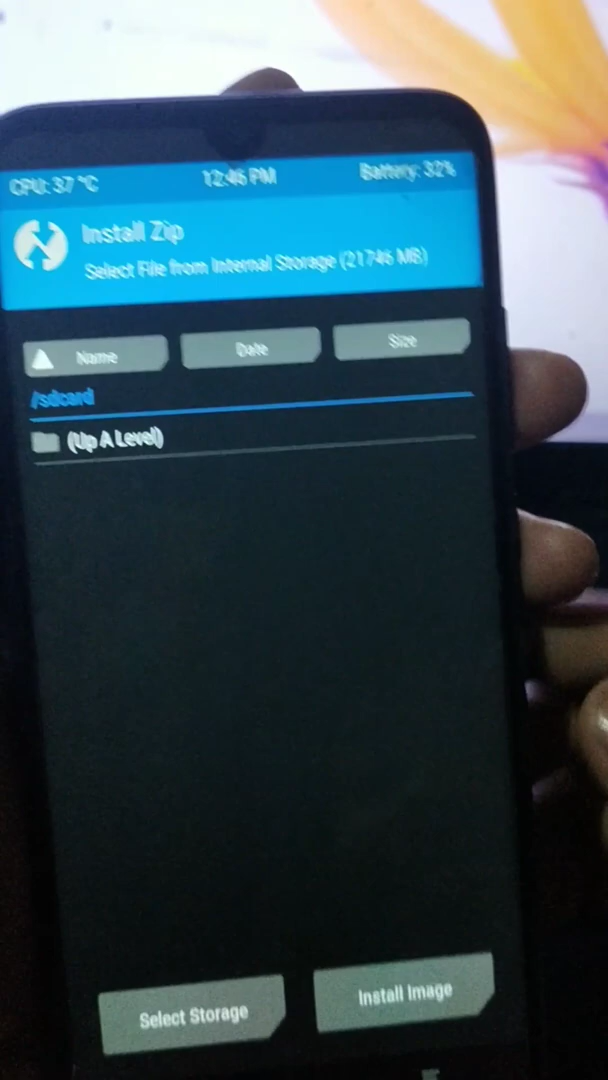 CPU: 37 °C 12:46 PM Battery: 32%
Install Zip
Select File from Internal Storage (21746 MB)
Name Date Size
/sdcard
(Up A Level)
Select Storage Install Image